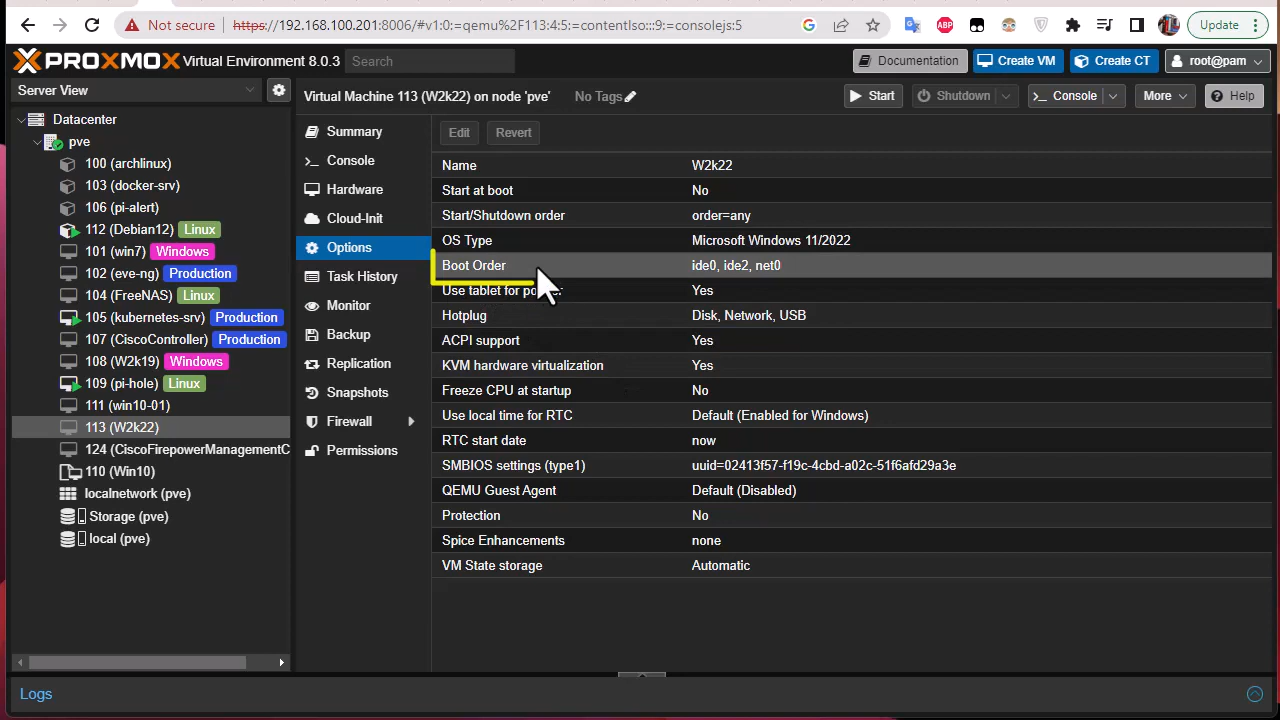 Not secure https://192.168.100.201:8006/#v1:0:=qemu%2F113:4:5:=contentIso:::9:=consolejs:5 Update
PROXMOX Virtual Environment 8.0.3 Search Documentation Create VM Create CT root@pam
Server View
Virtual Machine 113 (W2k22) on node 'pve' No Tags Start Shutdown Console More Help
Datacenter
pve
100 (archlinux)
103 (docker-srv)
106 (pi-alert)
112 (Debian12) Linux
101 (win7) Windows
102 (eve-ng) Production
104 (FreeNAS) Linux
105 (kubernetes-srv) Production
107 (CiscoController) Production
108 (W2k19) Windows
109 (pi-hole) Linux
111 (win10-01)
113 (W2k22)
124 (CiscoFirepowerManagementC
110 (Win10)
localnetwork (pve)
Storage (pve)
local (pve)
Summary
Console
Hardware
Cloud-Init
Options
Task History
Monitor
Backup
Replication
Snapshots
Firewall
Permissions
Edit Revert
Name W2k22
Start at boot No
Start/Shutdown order order=any
OS Type Microsoft Windows 11/2022
Boot Order ide0, ide2, net0
Use tablet for Yes
Hotplug Disk, Network, USB
ACPI support Yes
KVM hardware virtualization Yes
Freeze CPU at startup No
Use local time for RTC Default (Enabled for Windows)
RTC start date now
SMBIOS settings (type1) uuid=02413f57-f19c-4cbd-a02c-51f6afd29a3e
QEMU Guest Agent Default (Disabled)
Protection No
Spice Enhancements none
VM State storage Automatic
Logs